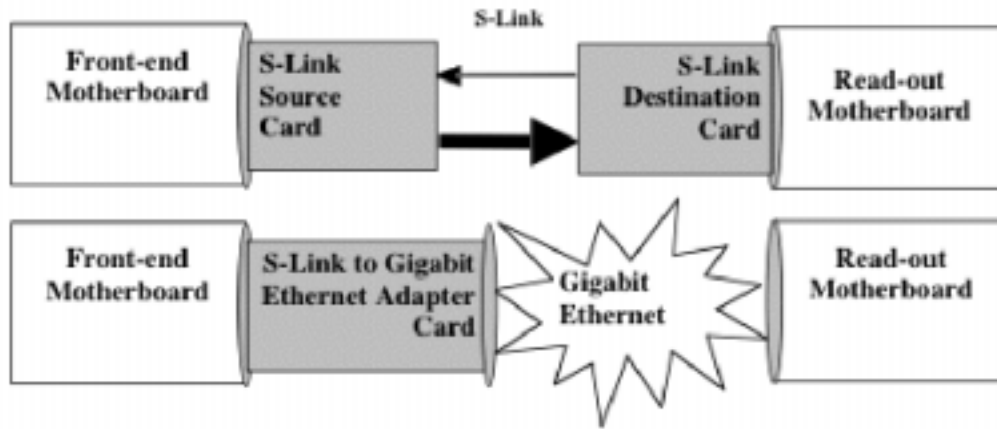 S-Link
Front-end
Motherboard
S-Link
Source
Card
S-Link
Destination
Card
Read-out
Motherboard
Front-end
Motherboard
S-Link to Gigabit
Ethernet Adapter
Card
Gigabit
Ethernet
Read-out
Motherboard